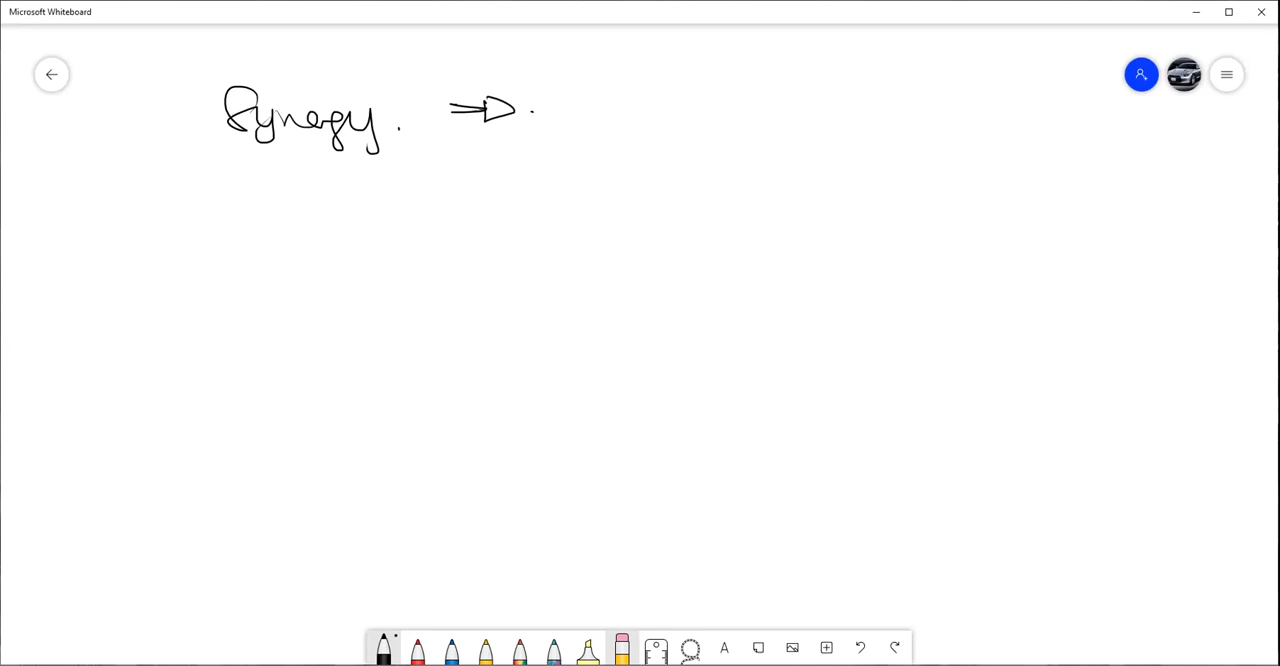 Microsoft Whiteboard
Synergy. ⇒ .
A